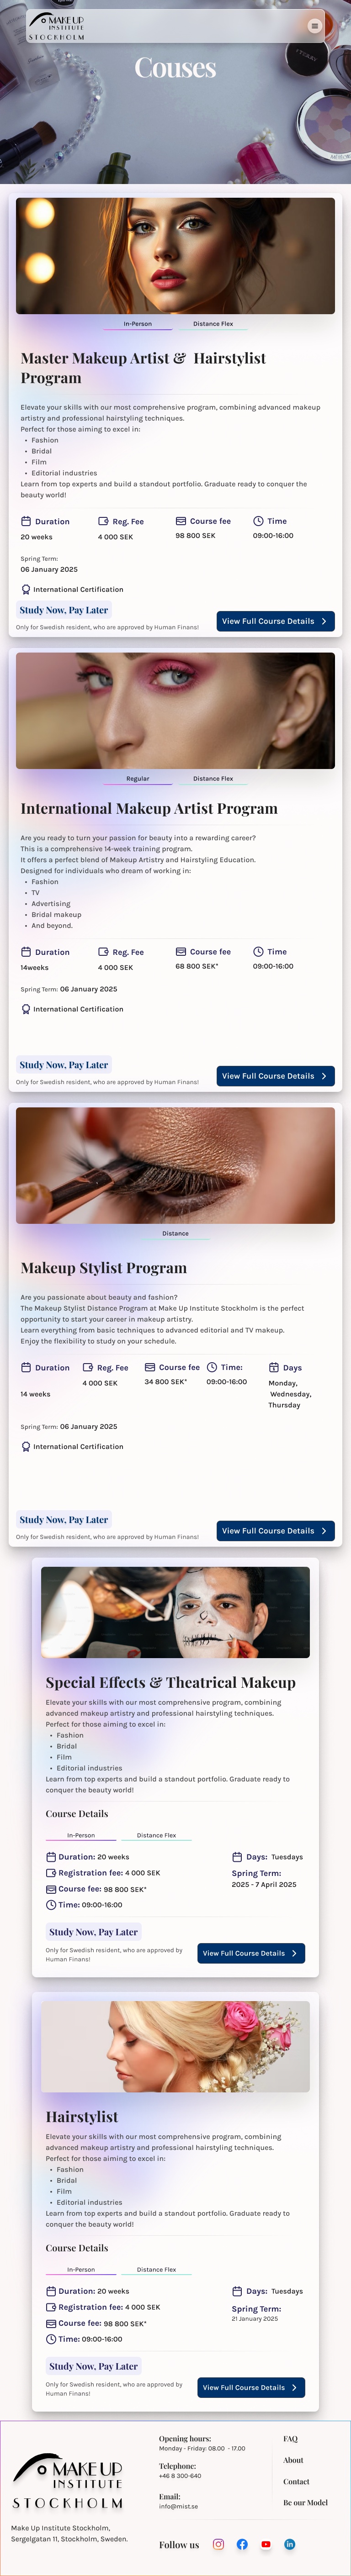 MAKEUP
INSTITUTE
STOCKHOLM
Couses
In-Person
Distance Flex
Master Makeup Artist & Hairstylist
Program
Elevate your skills with our most comprehensive program, combining advanced makeup
artistry and professional hairstyling techniques.
Perfect for those aiming to excel in:
• Fashion
• Bridal
• Film
• Editorial industries
Learn from top experts and build a standout portfolio. Graduate ready to conquer the
beauty world!
Duration
Reg. Fee
Course fee
Time
20 weeks
4 000 SEK
98 800 SEK
09:00-16:00
Spring Term:
06 January 2025
International Certification
Study Now, Pay Later
Only for Swedish resident, who are approved by Human Finans!
View Full Course Details
Regular
Distance Flex
International Makeup Artist Program
Are you ready to turn your passion for beauty into a rewarding career?
This is a comprehensive 14-week training program.
It offers a perfect blend of Makeup Artistry and Hairstyling Education.
Designed for individuals who dream of working in:
• Fashion
• TV
• Advertising
• Bridal makeup
• And beyond.
Duration
Reg. Fee
Course fee
Time
14weeks
4 000 SEK
68 800 SEK*
09:00-16:00
Spring Term: 06 January 2025
International Certification
Study Now, Pay Later
Only for Swedish resident, who are approved by Human Finans!
View Full Course Details
Distance
Makeup Stylist Program
Are you passionate about beauty and fashion?
The Makeup Stylist Distance Program at Make Up Institute Stockholm is the perfect
opportunity to start your career in makeup artistry.
Learn everything from basic techniques to advanced editorial and TV makeup.
Enjoy the flexibility to study on your schedule.
Duration
Reg. Fee
Course fee
Time:
Days
14 weeks
4 000 SEK
34 800 SEK*
09:00-16:00
Monday,
Wednesday,
Thursday
Spring Term: 06 January 2025
International Certification
Study Now, Pay Later
Only for Swedish resident, who are approved by Human Finans!
View Full Course Details
Special Effects & Theatrical Makeup
Elevate your skills with our most comprehensive program, combining
advanced makeup artistry and professional hairstyling techniques.
Perfect for those aiming to excel in:
• Fashion
• Bridal
• Film
• Editorial industries
Learn from top experts and build a standout portfolio. Graduate ready to
conquer the beauty world!
Course Details
In-Person
Distance Flex
Duration: 20 weeks
Registration fee: 4 000 SEK
Course fee: 98 800 SEK*
Time: 09:00-16:00
Days: Tuesdays
Spring Term:
2025 - 7 April 2025
Study Now, Pay Later
Only for Swedish resident, who are approved by
Human Finans!
View Full Course Details
Hairstylist
Elevate your skills with our most comprehensive program, combining
advanced makeup artistry and professional hairstyling techniques.
Perfect for those aiming to excel in:
• Fashion
• Bridal
• Film
• Editorial industries
Learn from top experts and build a standout portfolio. Graduate ready to
conquer the beauty world!
Course Details
In-Person
Distance Flex
Duration: 20 weeks
Registration fee: 4 000 SEK
Course fee: 98 800 SEK*
Time: 09:00-16:00
Days: Tuesdays
Spring Term:
21 January 2025
Study Now, Pay Later
Only for Swedish resident, who are approved by
Human Finans!
View Full Course Details
MAKEUP
INSTITUTE
STOCKHOLM
Make Up Institute Stockholm,
Sergelgatan 11, Stockholm, Sweden.
Opening hours:
Monday - Friday: 08.00 - 17.00
Telephone:
+46 8 300-640
Email:
info@mist.se
FAQ
About
Contact
Be our Model
Follow us